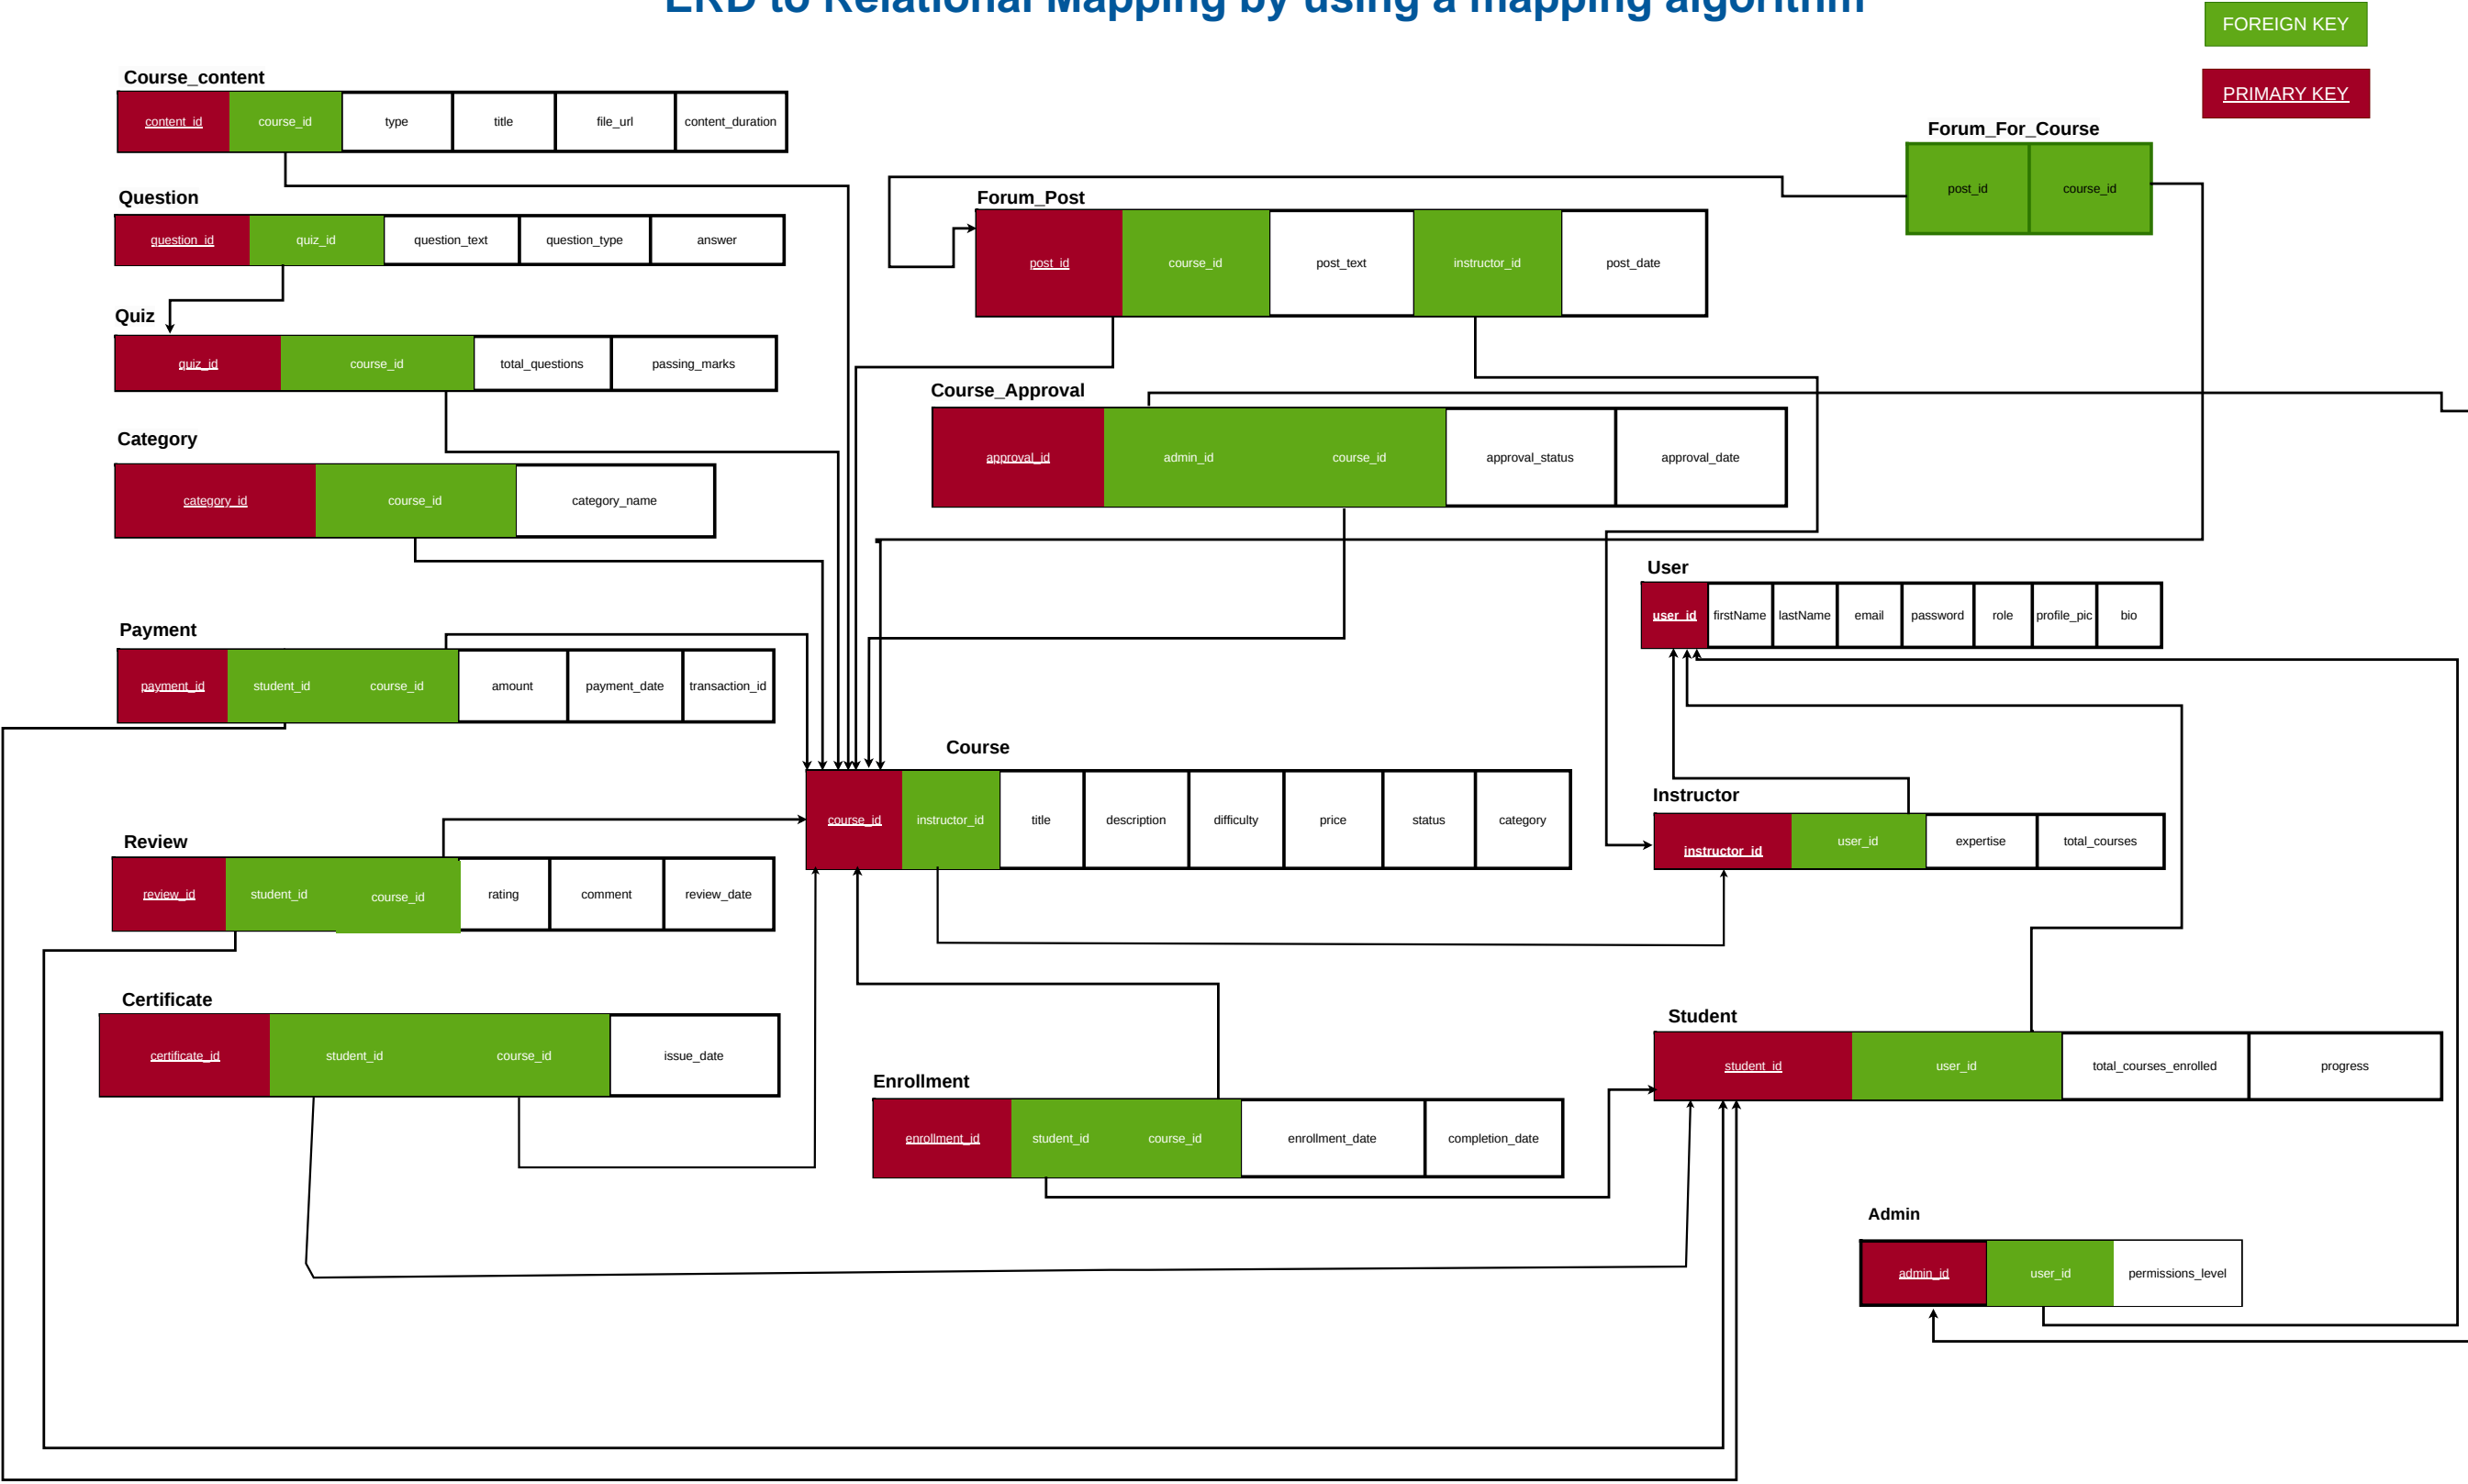 ERD to Relational Mapping by using a mapping algorithm
FOREIGN KEY
PRIMARY KEY
Course_content
content_id course_id type title file_url content_duration
Question
question_id quiz_id question_text question_type answer
Quiz
quiz_id course_id total_questions passing_marks
Category
category_id course_id category_name
Payment
payment_id student_id course_id amount payment_date transaction_id
Review
review_id student_id course_id rating comment review_date
Certificate
certificate_id student_id course_id issue_date
Forum_For_Course
post_id course_id
Forum_Post
post_id course_id post_text instructor_id post_date
Course_Approval
approval_id admin_id course_id approval_status approval_date
User
user_id firstName lastName email password role profile_pic bio
Course
course_id instructor_id title description difficulty price status category
Instructor
instructor_id user_id expertise total_courses
Student
student_id user_id total_courses_enrolled progress
Enrollment
enrollment_id student_id course_id enrollment_date completion_date
Admin
admin_id user_id permissions_level